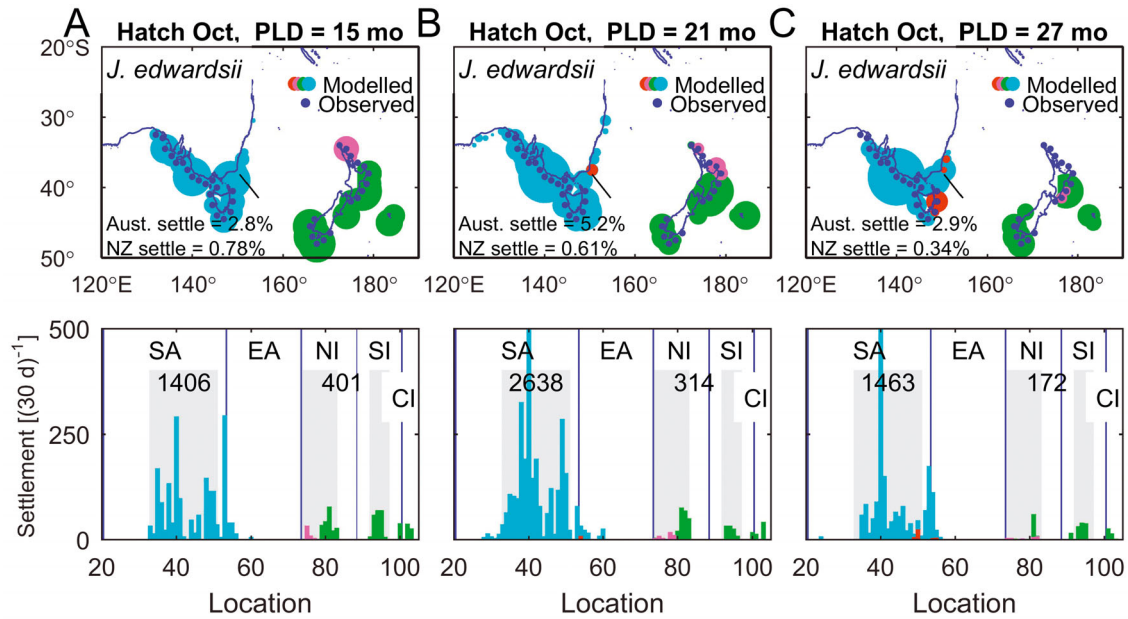 A
Hatch Oct, PLD = 15 mo
20°S
30°
40°
50°
J. edwardsii
Modelled
Observed
Aust. settle = 2.8%
NZ settle = 0.78%
120°E
140°
160°
180°
B
Hatch Oct, PLD = 21 mo
J. edwardsii
Modelled
Observed
Aust. settle = 5.2%
NZ settle = 0.61%
120°E
140°
160°
180°
C
Hatch Oct, PLD = 27 mo
J. edwardsii
Modelled
Observed
Aust. settle = 2.9%
NZ settle = 0.34%
120°E
140°
160°
180°
Settlement [(30 d)⁻¹
500
250
0
SA EA NI SI
1406 401
CI
20 40 60 80 100
Location
SA EA NI SI
2638 314
CI
20 40 60 80 100
Location
SA EA NI SI
1463 172
CI
20 40 60 80 100
Location